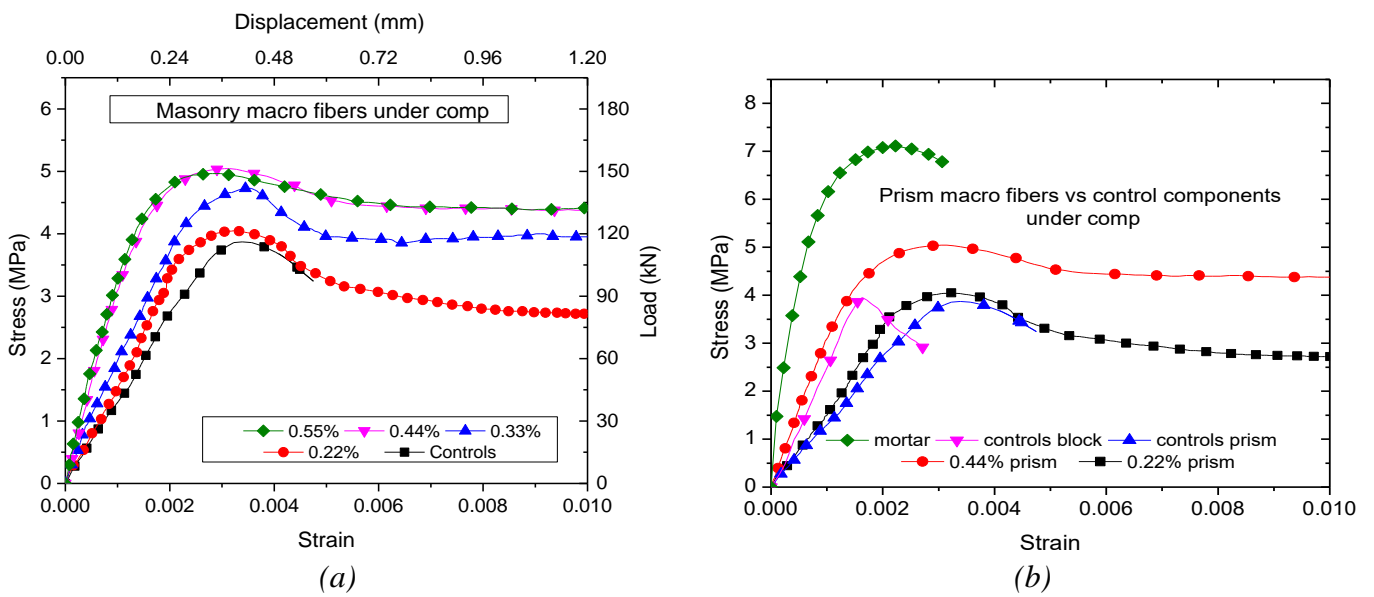 Displacement (mm)
0.00 0.24 0.48 0.72 0.96 1.20
Masonry macro fibers under comp
6 5 4 3 2 1 0
Stress (MPa)
180 150 120 90 60 30 0
Load (kN)
0.55% 0.44% 0.33%
0.22% Controls
0.000 0.002 0.004 0.006 0.008 0.010
Strain
(a)
8 7 6 5 4 3 2 1 0
Stress (MPa)
Prism macro fibers vs control components
under comp
mortar controls block controls prism
0.44% prism 0.22% prism
0.000 0.002 0.004 0.006 0.008 0.010
Strain
(b)